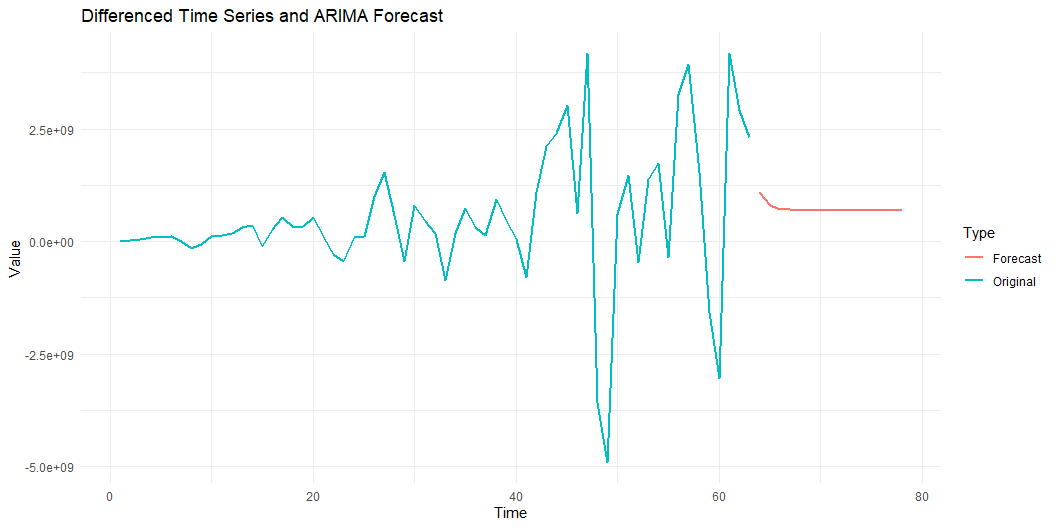 Differenced Time Series and ARIMA Forecast
Value
2.5e+09
0.0e+00
-2.5e+09
-5.0e+09
0 20 40 60 80
Time
Type
Forecast
Original